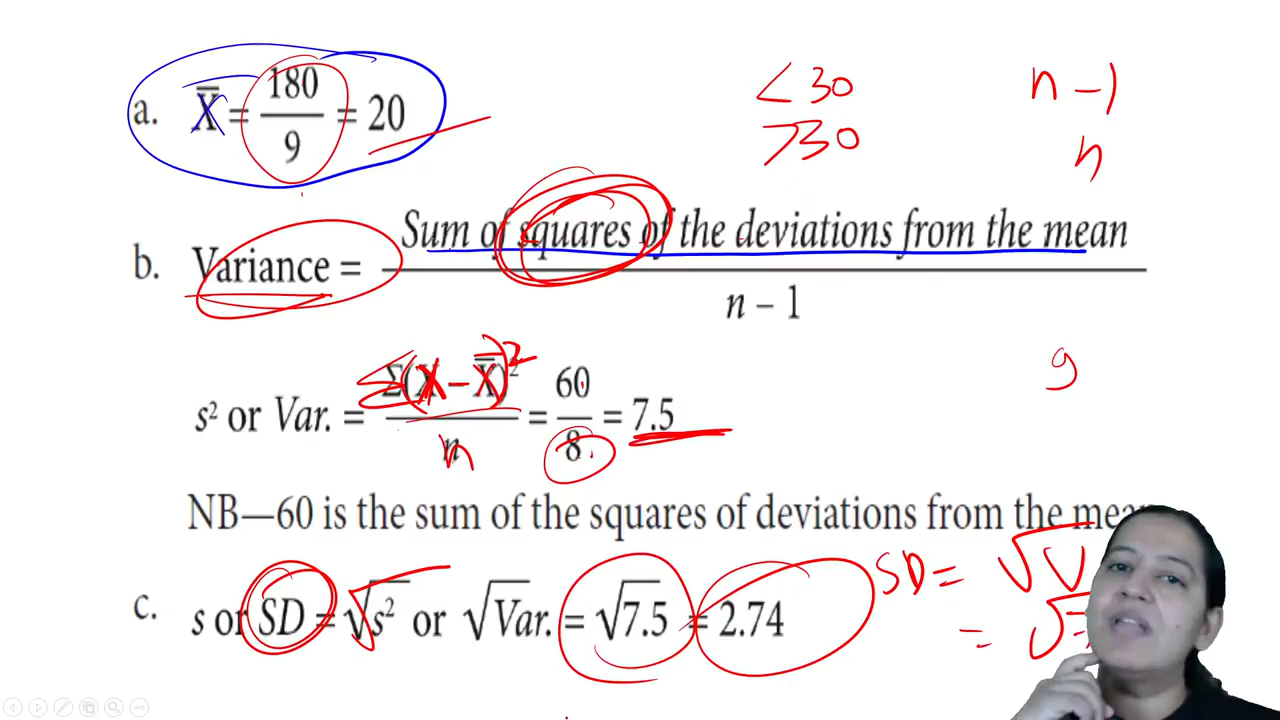 a. X̄ = 180/9 = 20
<30 n-1
>30 n
b. Variance = Sum of squares of the deviations from the mean / n – 1
9
s² or Var. = Σ(X – X̄)² / n = 60/8 = 7.5
NB—60 is the sum of the squares of deviations from the mean
c. s or SD = √s² or √Var. = √7.5 = 2.74
SD = √V
= √7